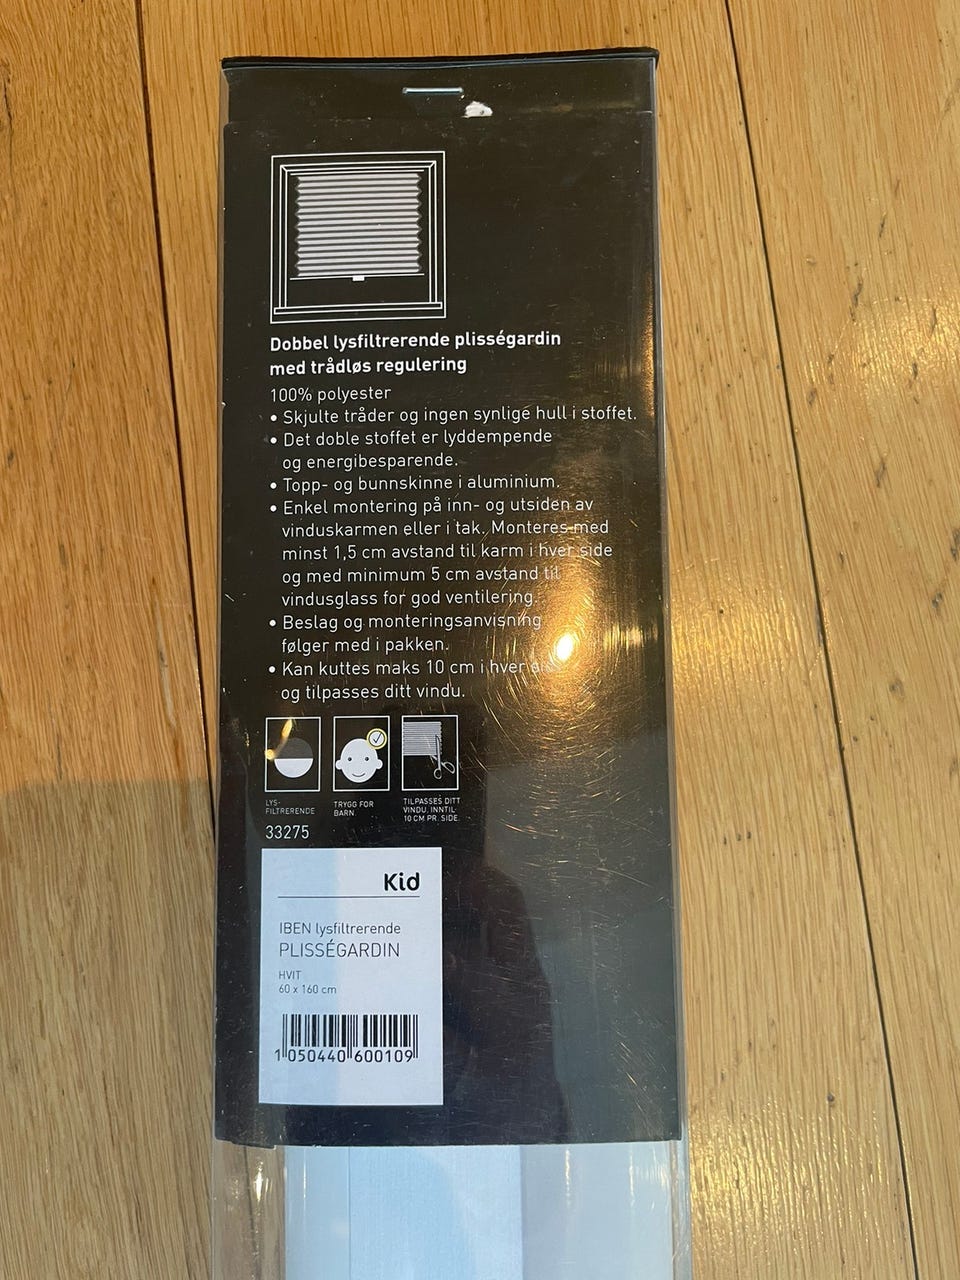 Dobbel lysfiltrerende plisségardin
med trådløs regulering
100% polyester
• Skjulte tråder og ingen synlige hull i stoffet.
• Det doble stoffet er lyddempende
og energibesparende.
• Topp- og bunnskinne i aluminium.
• Enkel montering på inn- og utsiden av
vinduskarmen eller i tak. Monteres med
minst 1,5 cm avstand til karm i hver side
og med minimum 5 cm avstand til
vindusglass for god ventilering.
• Beslag og monteringsanvisning
følger med i pakken.
• Kan kuttes maks 10 cm i hver
og tilpasses ditt vindu.
LYS-
FILTRERENDE
TRYGG FOR
BARN
TILPASSES DITT
VINDU, INNTIL
10 CM PR. SIDE.
33275
Kid
IBEN lysfiltrerende
PLISSÉGARDIN
HVIT
60 x 160 cm
1 050440 600109